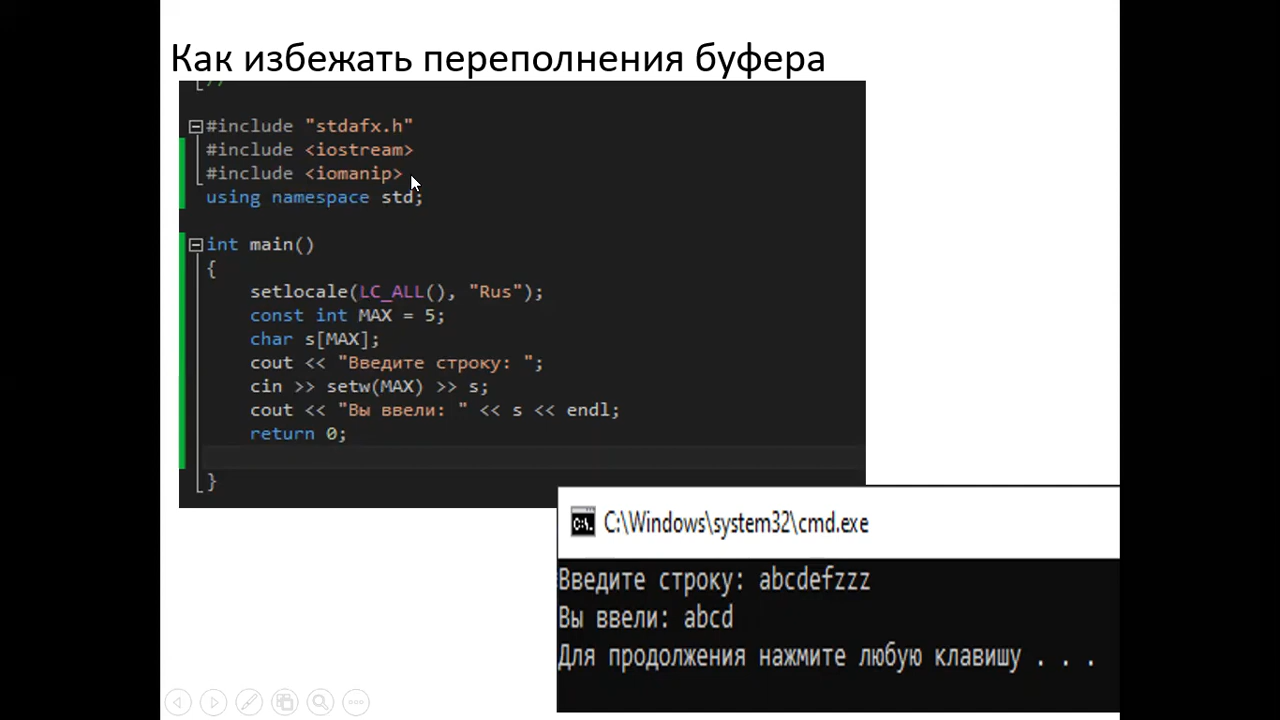 Как избежать переполнения буфера
//
#include "stdafx.h"
#include <iostream>
#include <iomanip>
using namespace std;
int main()
{
setlocale(LC_ALL(), "Rus");
const int MAX = 5;
char s[MAX];
cout << "Введите строку: ";
cin >> setw(MAX) >> s;
cout << "Вы ввели: " << s << endl;
return 0;
}
C:\Windows\system32\cmd.exe
Введите строку: abcdefzzz
Вы ввели: abcd
Для продолжения нажмите любую клавишу . . .